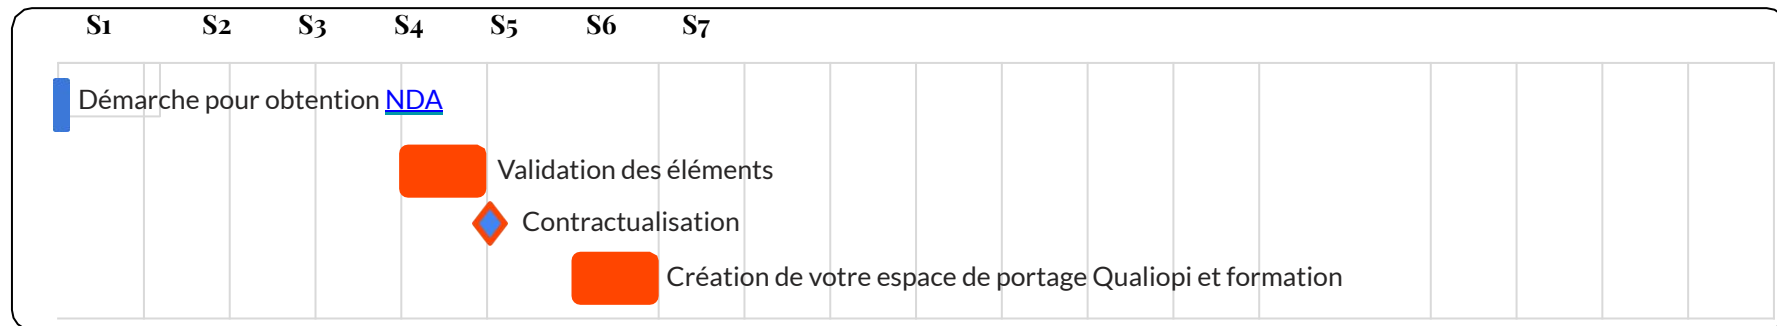 S1 S2 S3 S4 S5 S6 S7
Démarche pour obtention NDA
Validation des éléments
Contractualisation
Création de votre espace de portage Qualiopi et formation